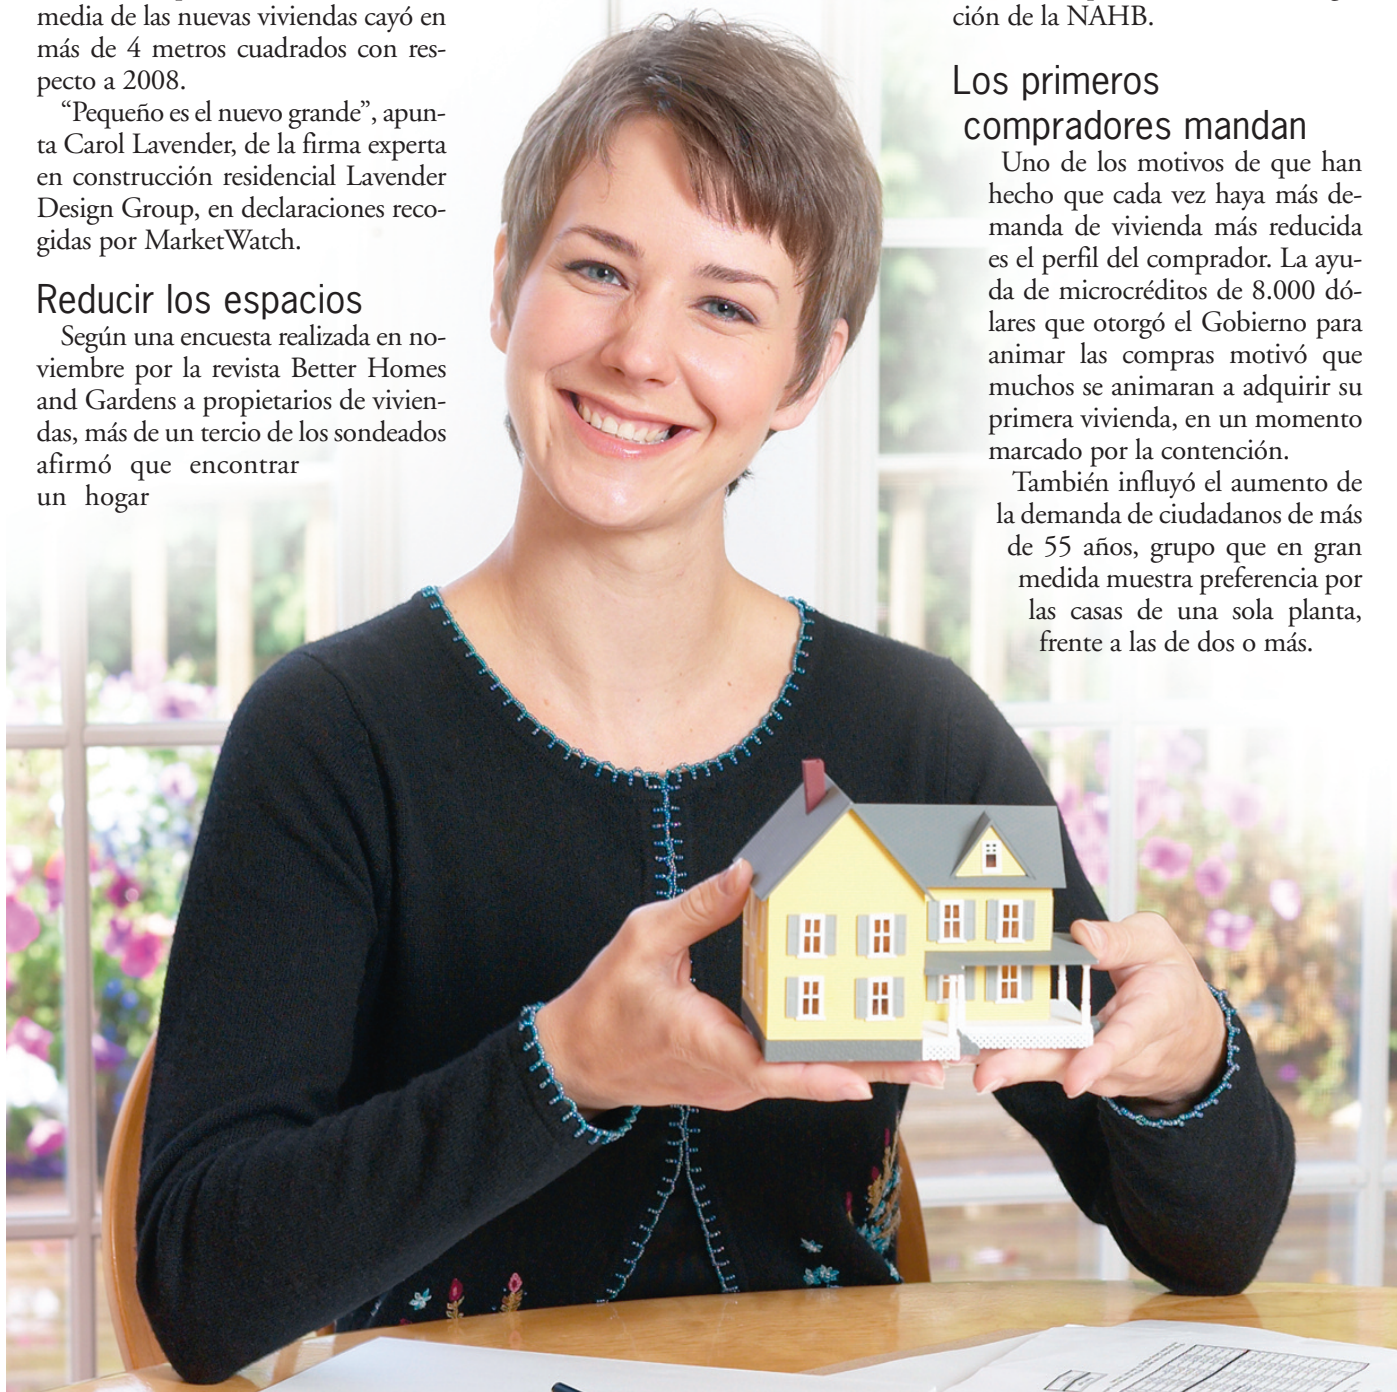 media de las nuevas viviendas cayó en
más de 4 metros cuadrados con res-
pecto a 2008.
“Pequeño es el nuevo grande”, apun-
ta Carol Lavender, de la firma experta
en construcción residencial Lavender
Design Group, en declaraciones reco-
gidas por MarketWatch.
Reducir los espacios
Según una encuesta realizada en no-
viembre por la revista Better Homes
and Gardens a propietarios de vivien-
das, más de un tercio de los sondeados
afirmó que encontrar
un hogar
ción de la NAHB.
Los primeros
compradores mandan
Uno de los motivos de que han
hecho que cada vez haya más de-
manda de vivienda más reducida
es el perfil del comprador. La ayu-
da de microcréditos de 8.000 dó-
lares que otorgó el Gobierno para
animar las compras motivó que
muchos se animaran a adquirir su
primera vivienda, en un momento
marcado por la contención.
También influyó el aumento de
la demanda de ciudadanos de más
de 55 años, grupo que en gran
medida muestra preferencia por
las casas de una sola planta,
frente a las de dos o más.